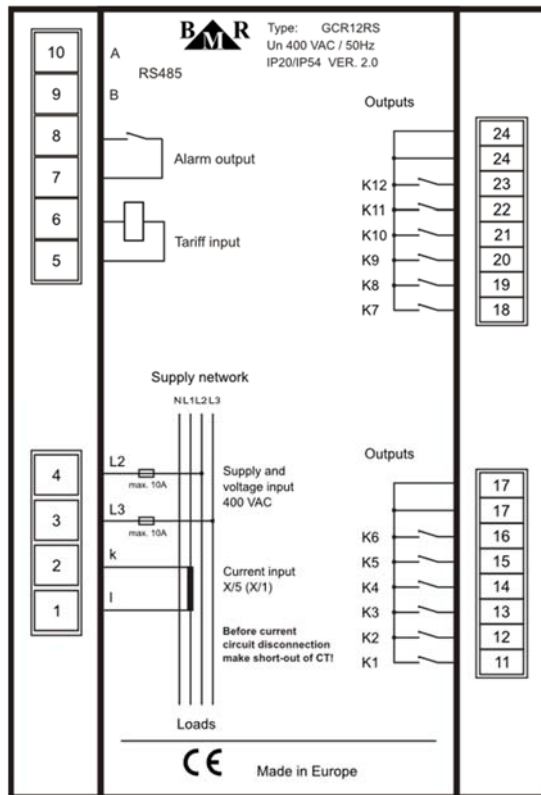 BMR
Type: GCR12RS
Un 400 VAC / 50Hz
IP20/IP54 VER. 2.0
10
A
RS485
9
B
8
Alarm output
7
6
Tariff input
5
Outputs
24
24
K12
23
K11
22
K10
21
K9
20
K8
19
K7
18
Supply network
N L1 L2 L3
4
L2
max. 10A
Supply and
voltage input
400 VAC
3
L3
max. 10A
2
k
Current input
X/5 (X/1)
1
l
Before current
circuit disconnection
make short-out of CT!
Outputs
17
17
K6
16
K5
15
K4
14
K3
13
K2
12
K1
11
Loads
CE
Made in Europe